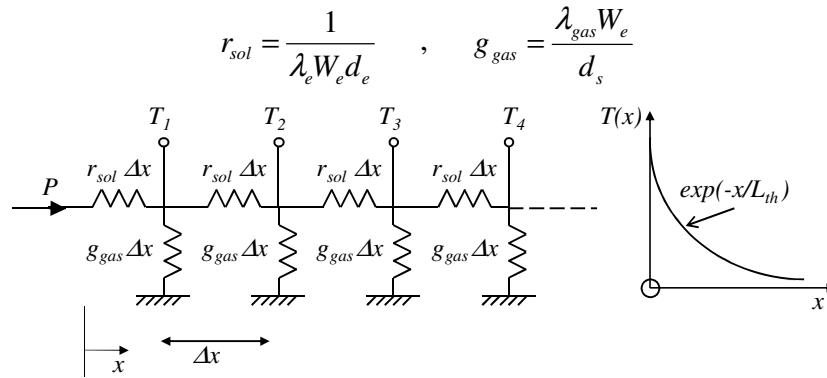 r_sol = 1 / (λ_e W_e d_e) , g_gas = λ_gas W_e / d_s
T_1 T_2 T_3 T_4 T(x)
r_sol Δx r_sol Δx r_sol Δx r_sol Δx
P exp(-x/L_th)
g_gas Δx g_gas Δx g_gas Δx g_gas Δx
x
x Δx